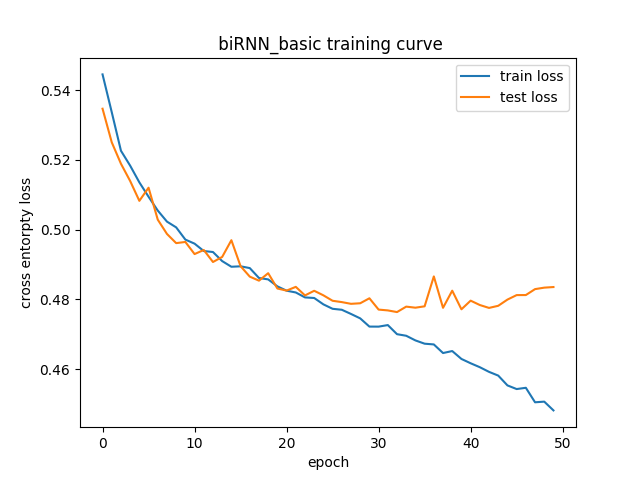 biRNN_basic training curve
train loss
test loss
cross entorpty loss
0.54
0.52
0.50
0.48
0.46
0
10
20
30
40
50
epoch